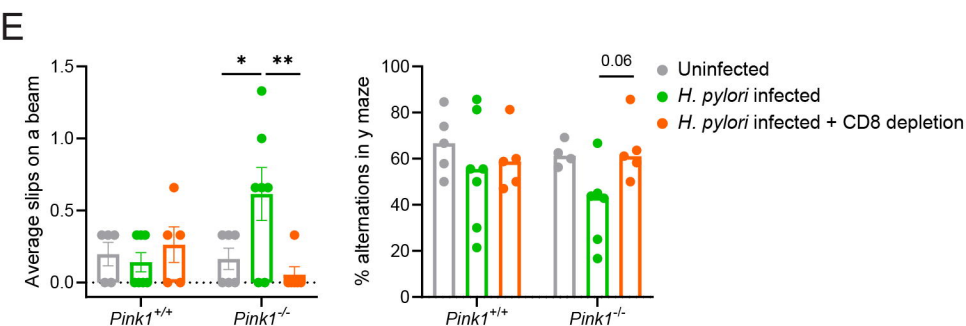 E
Average slips on a beam
1.5
1.0
0.5
0.0
* **
Pink1+/+ Pink1-/-
% alternations in y maze
100
80
60
40
20
0
0.06
Pink1+/+ Pink1-/-
Uninfected
H. pylori infected
H. pylori infected + CD8 depletion